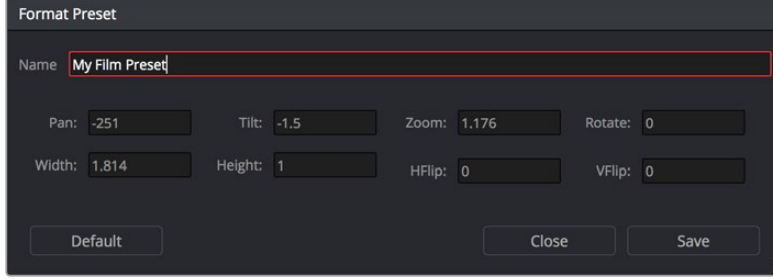 Format Preset
Name My Film Preset
Pan: -251 Tilt: -1.5 Zoom: 1.176 Rotate: 0
Width: 1.814 Height: 1 HFlip: 0 VFlip: 0
Default Close Save